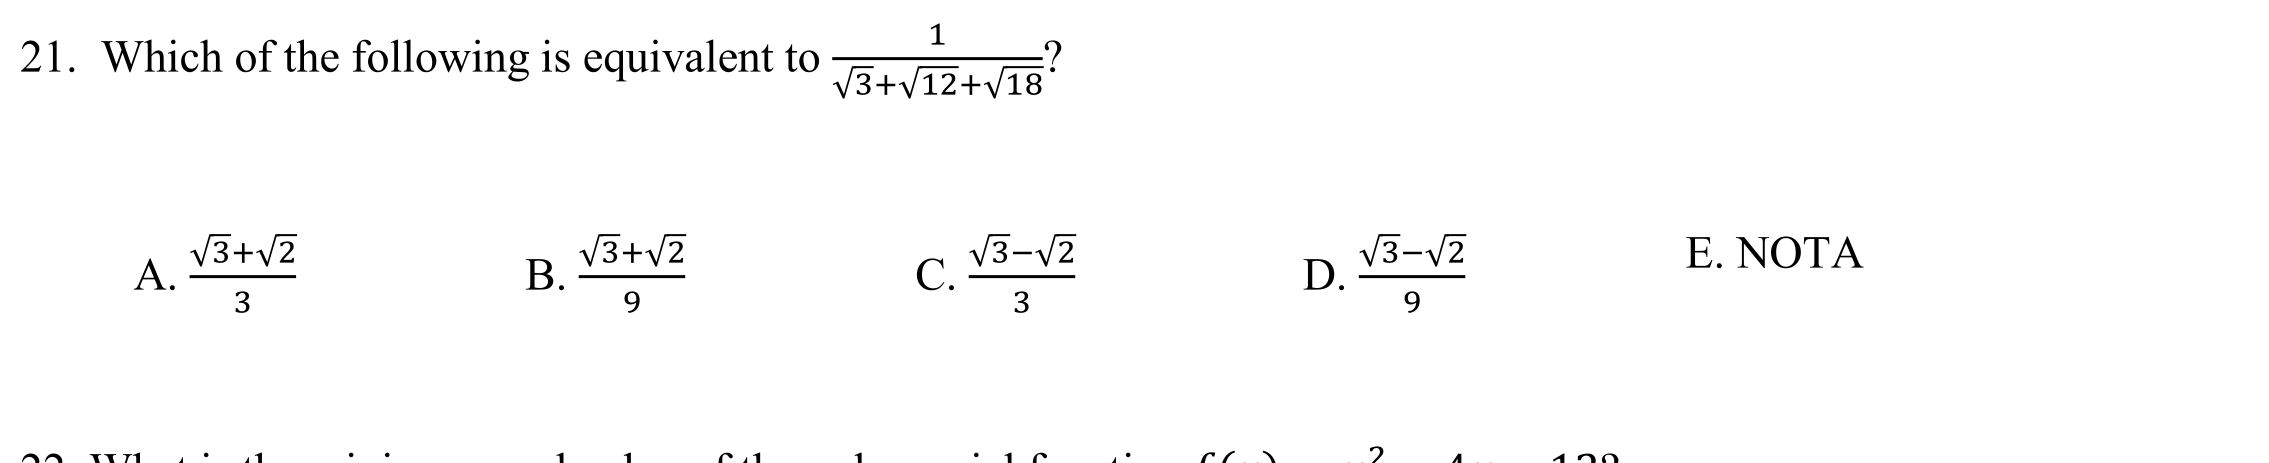 21. Which of the following is equivalent to 1/(√3+√12+√18)?
A. (√3+√2)/3 B. (√3+√2)/9 C. (√3−√2)/3 D. (√3−√2)/9 E. NOTA